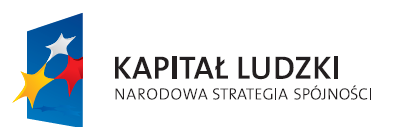 KAPITAŁ LUDZKI
NARODOWA STRATEGIA SPÓJNOŚCI